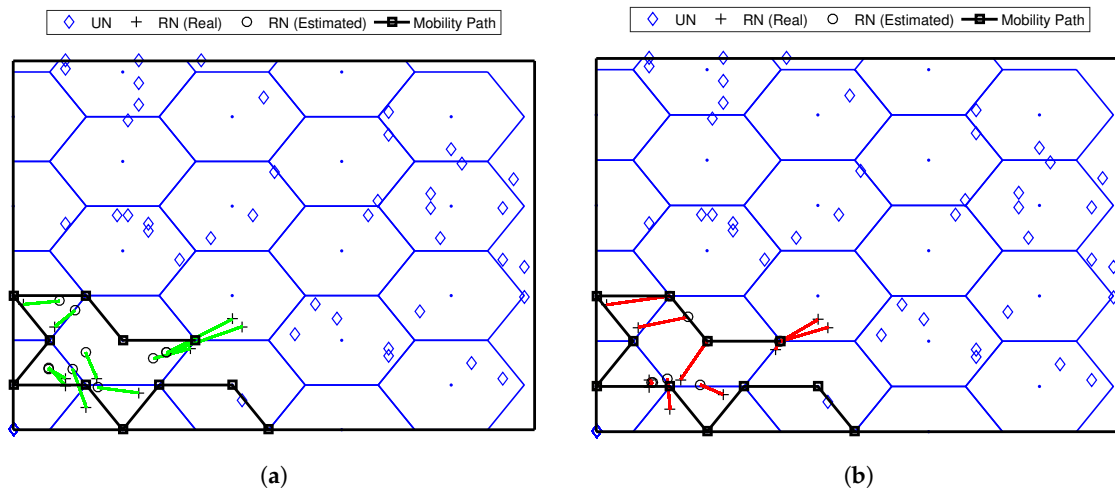 UN RN (Real) RN (Estimated) Mobility Path
UN RN (Real) RN (Estimated) Mobility Path
(a)
(b)